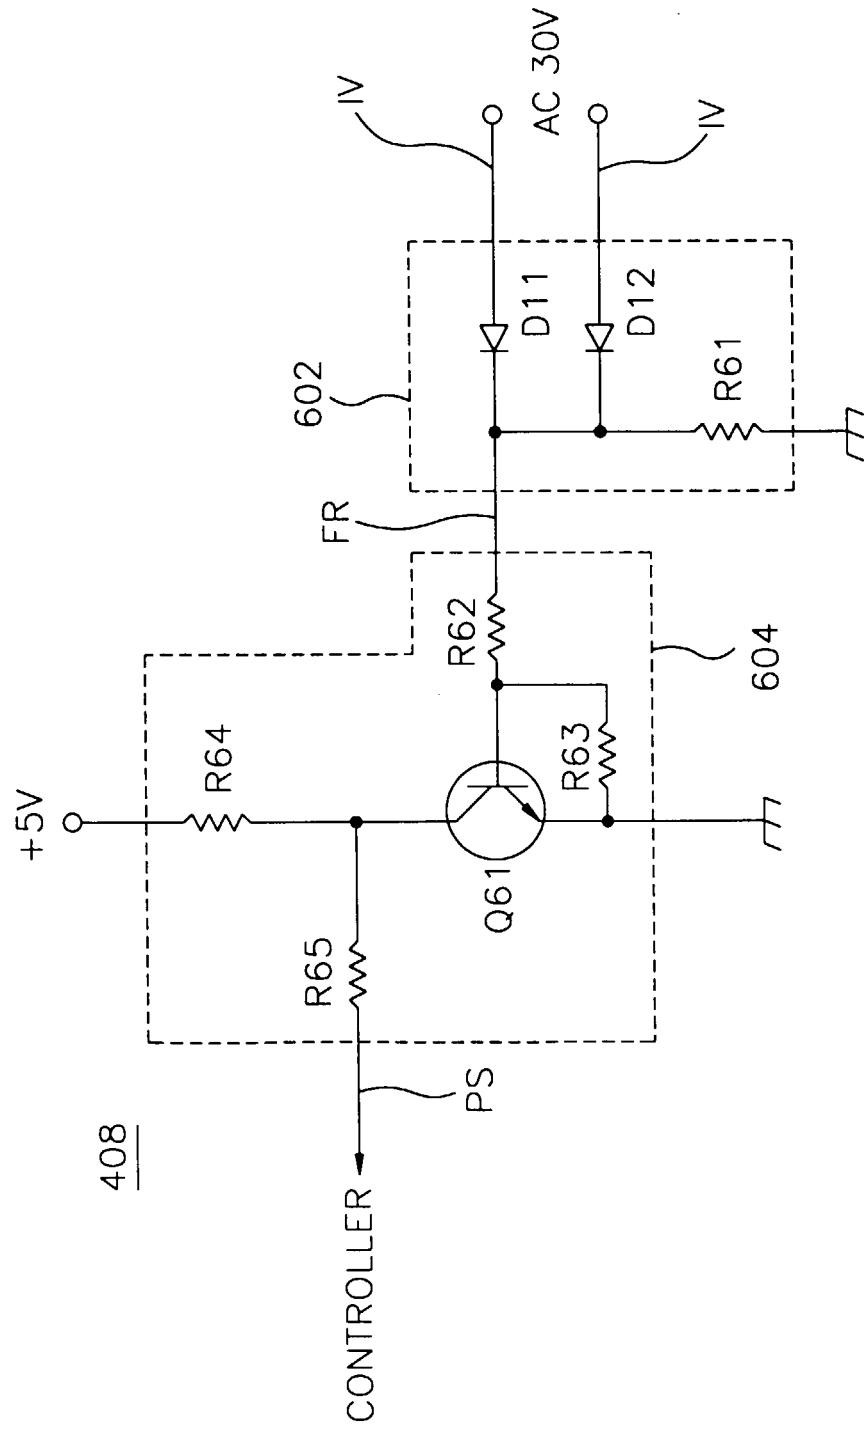 408
+5V
R64
R65
PS
CONTROLLER
Q61
R63
R62
604
FR
602
D11
D12
R61
IV
AC 30V
IV